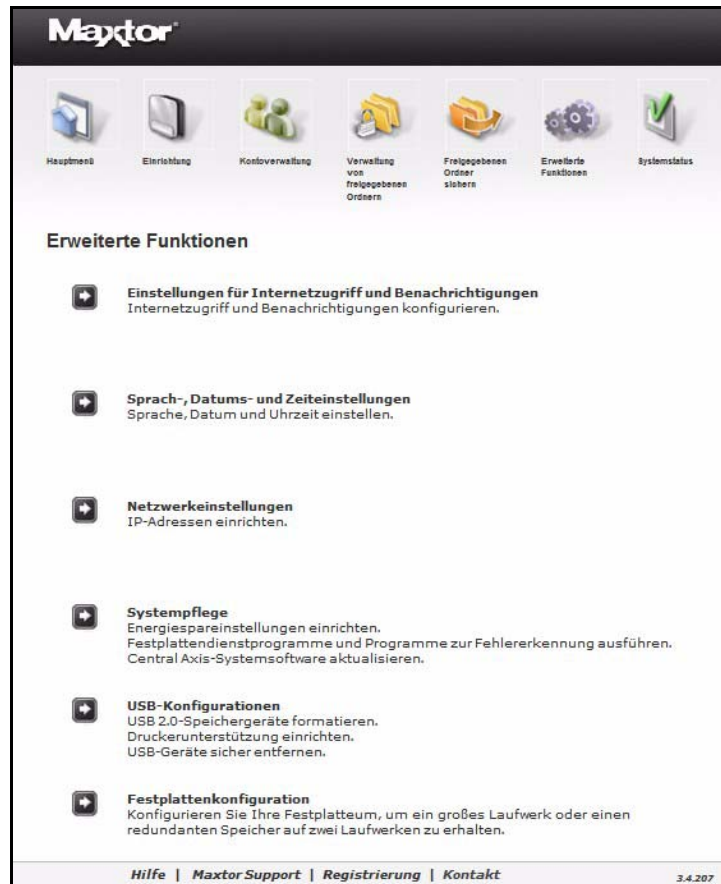 Maxtor
Hauptmenü
Einrichtung
Kontoverwaltung
Verwaltung
von
freigegebenen
Ordnern
Freigegebenen
Ordner
sichern
Erweiterte
Funktionen
Systemstatus
Erweiterte Funktionen
Einstellungen für Internetzugriff und Benachrichtigungen
Internetzugriff und Benachrichtigungen konfigurieren.
Sprach-, Datums- und Zeiteinstellungen
Sprache, Datum und Uhrzeit einstellen.
Netzwerkeinstellungen
IP-Adressen einrichten.
Systempflege
Energiespareinstellungen einrichten.
Festplattendienstprogramme und Programme zur Fehlererkennung ausführen.
Central Axis-Systemsoftware aktualisieren.
USB-Konfigurationen
USB 2.0-Speichergeräte formatieren.
Druckerunterstützung einrichten.
USB-Geräte sicher entfernen.
Festplattenkonfiguration
Konfigurieren Sie Ihre Festplatteum, um ein großes Laufwerk oder einen
redundanten Speicher auf zwei Laufwerken zu erhalten.
Hilfe | Maxtor Support | Registrierung | Kontakt
3.4.207